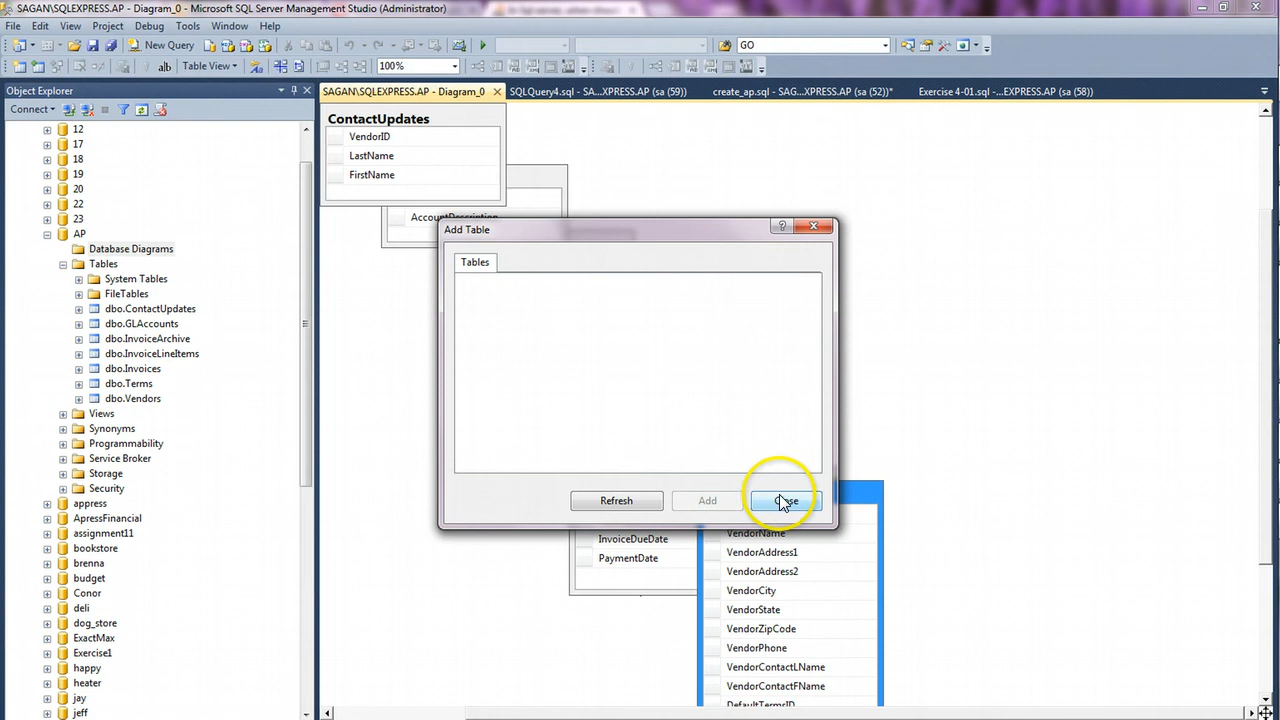 SAGAN\SQLEXPRESS.AP - Diagram_0 - Microsoft SQL Server Management Studio (Administrator)
File Edit View Project Debug Tools Window Help
New Query GO
Table View 100%
Object Explorer
SAGAN\SQLEXPRESS.AP - Diagram_0
SQLQuery4.sql - SA...XPRESS.AP (sa (59))
create_ap.sql - SAG...XPRESS.AP (sa (52))*
Exercise 4-01.sql -...EXPRESS.AP (sa (58))
Connect
12
17
18
19
20
22
23
AP
Database Diagrams
Tables
System Tables
FileTables
dbo.ContactUpdates
dbo.GLAccounts
dbo.InvoiceArchive
dbo.InvoiceLineItems
dbo.Invoices
dbo.Terms
dbo.Vendors
Views
Synonyms
Programmability
Service Broker
Storage
Security
appress
ApressFinancial
assignment11
bookstore
brenna
budget
Conor
deli
dog_store
ExactMax
Exercise1
happy
heater
jay
jeff
ContactUpdates
VendorID
LastName
FirstName
AccountDescription
Add Table
Tables
Refresh Add Close
InvoiceDueDate
PaymentDate
VendorName
VendorAddress1
VendorAddress2
VendorCity
VendorState
VendorZipCode
VendorPhone
VendorContactLName
VendorContactFName
DefaultTermsID